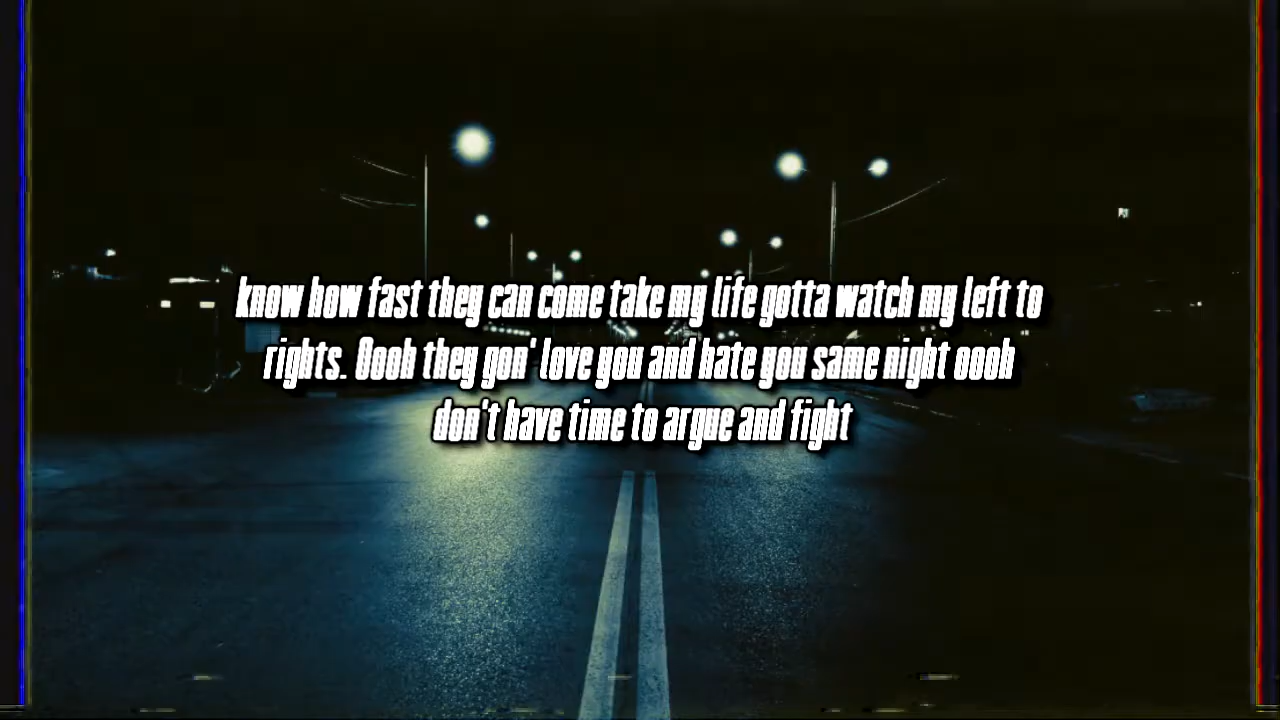 know how fast they can come take my life gotta watch my left to
rights. Oooh they gon' love you and hate you same night oooh
don't have time to argue and fight